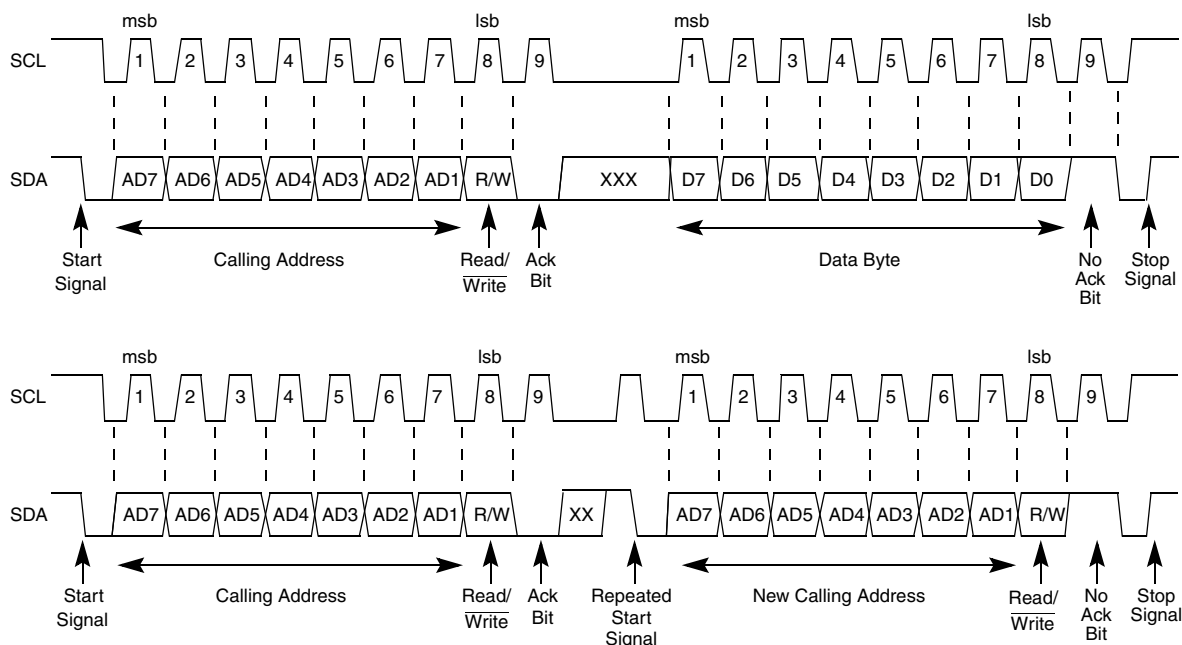 msb lsb msb lsb
SCL 1 2 3 4 5 6 7 8 9 1 2 3 4 5 6 7 8 9
SDA AD7 AD6 AD5 AD4 AD3 AD2 AD1 R/W XXX D7 D6 D5 D4 D3 D2 D1 D0
Start Calling Address Read/ Ack Data Byte No Stop
Signal Write Bit Ack Signal
Bit
msb lsb msb lsb
SCL 1 2 3 4 5 6 7 8 9 1 2 3 4 5 6 7 8 9
SDA AD7 AD6 AD5 AD4 AD3 AD2 AD1 R/W XX AD7 AD6 AD5 AD4 AD3 AD2 AD1 R/W
Start Calling Address Read/ Ack Repeated New Calling Address Read/ No Stop
Signal Write Bit Start Write Ack Signal
Signal Bit